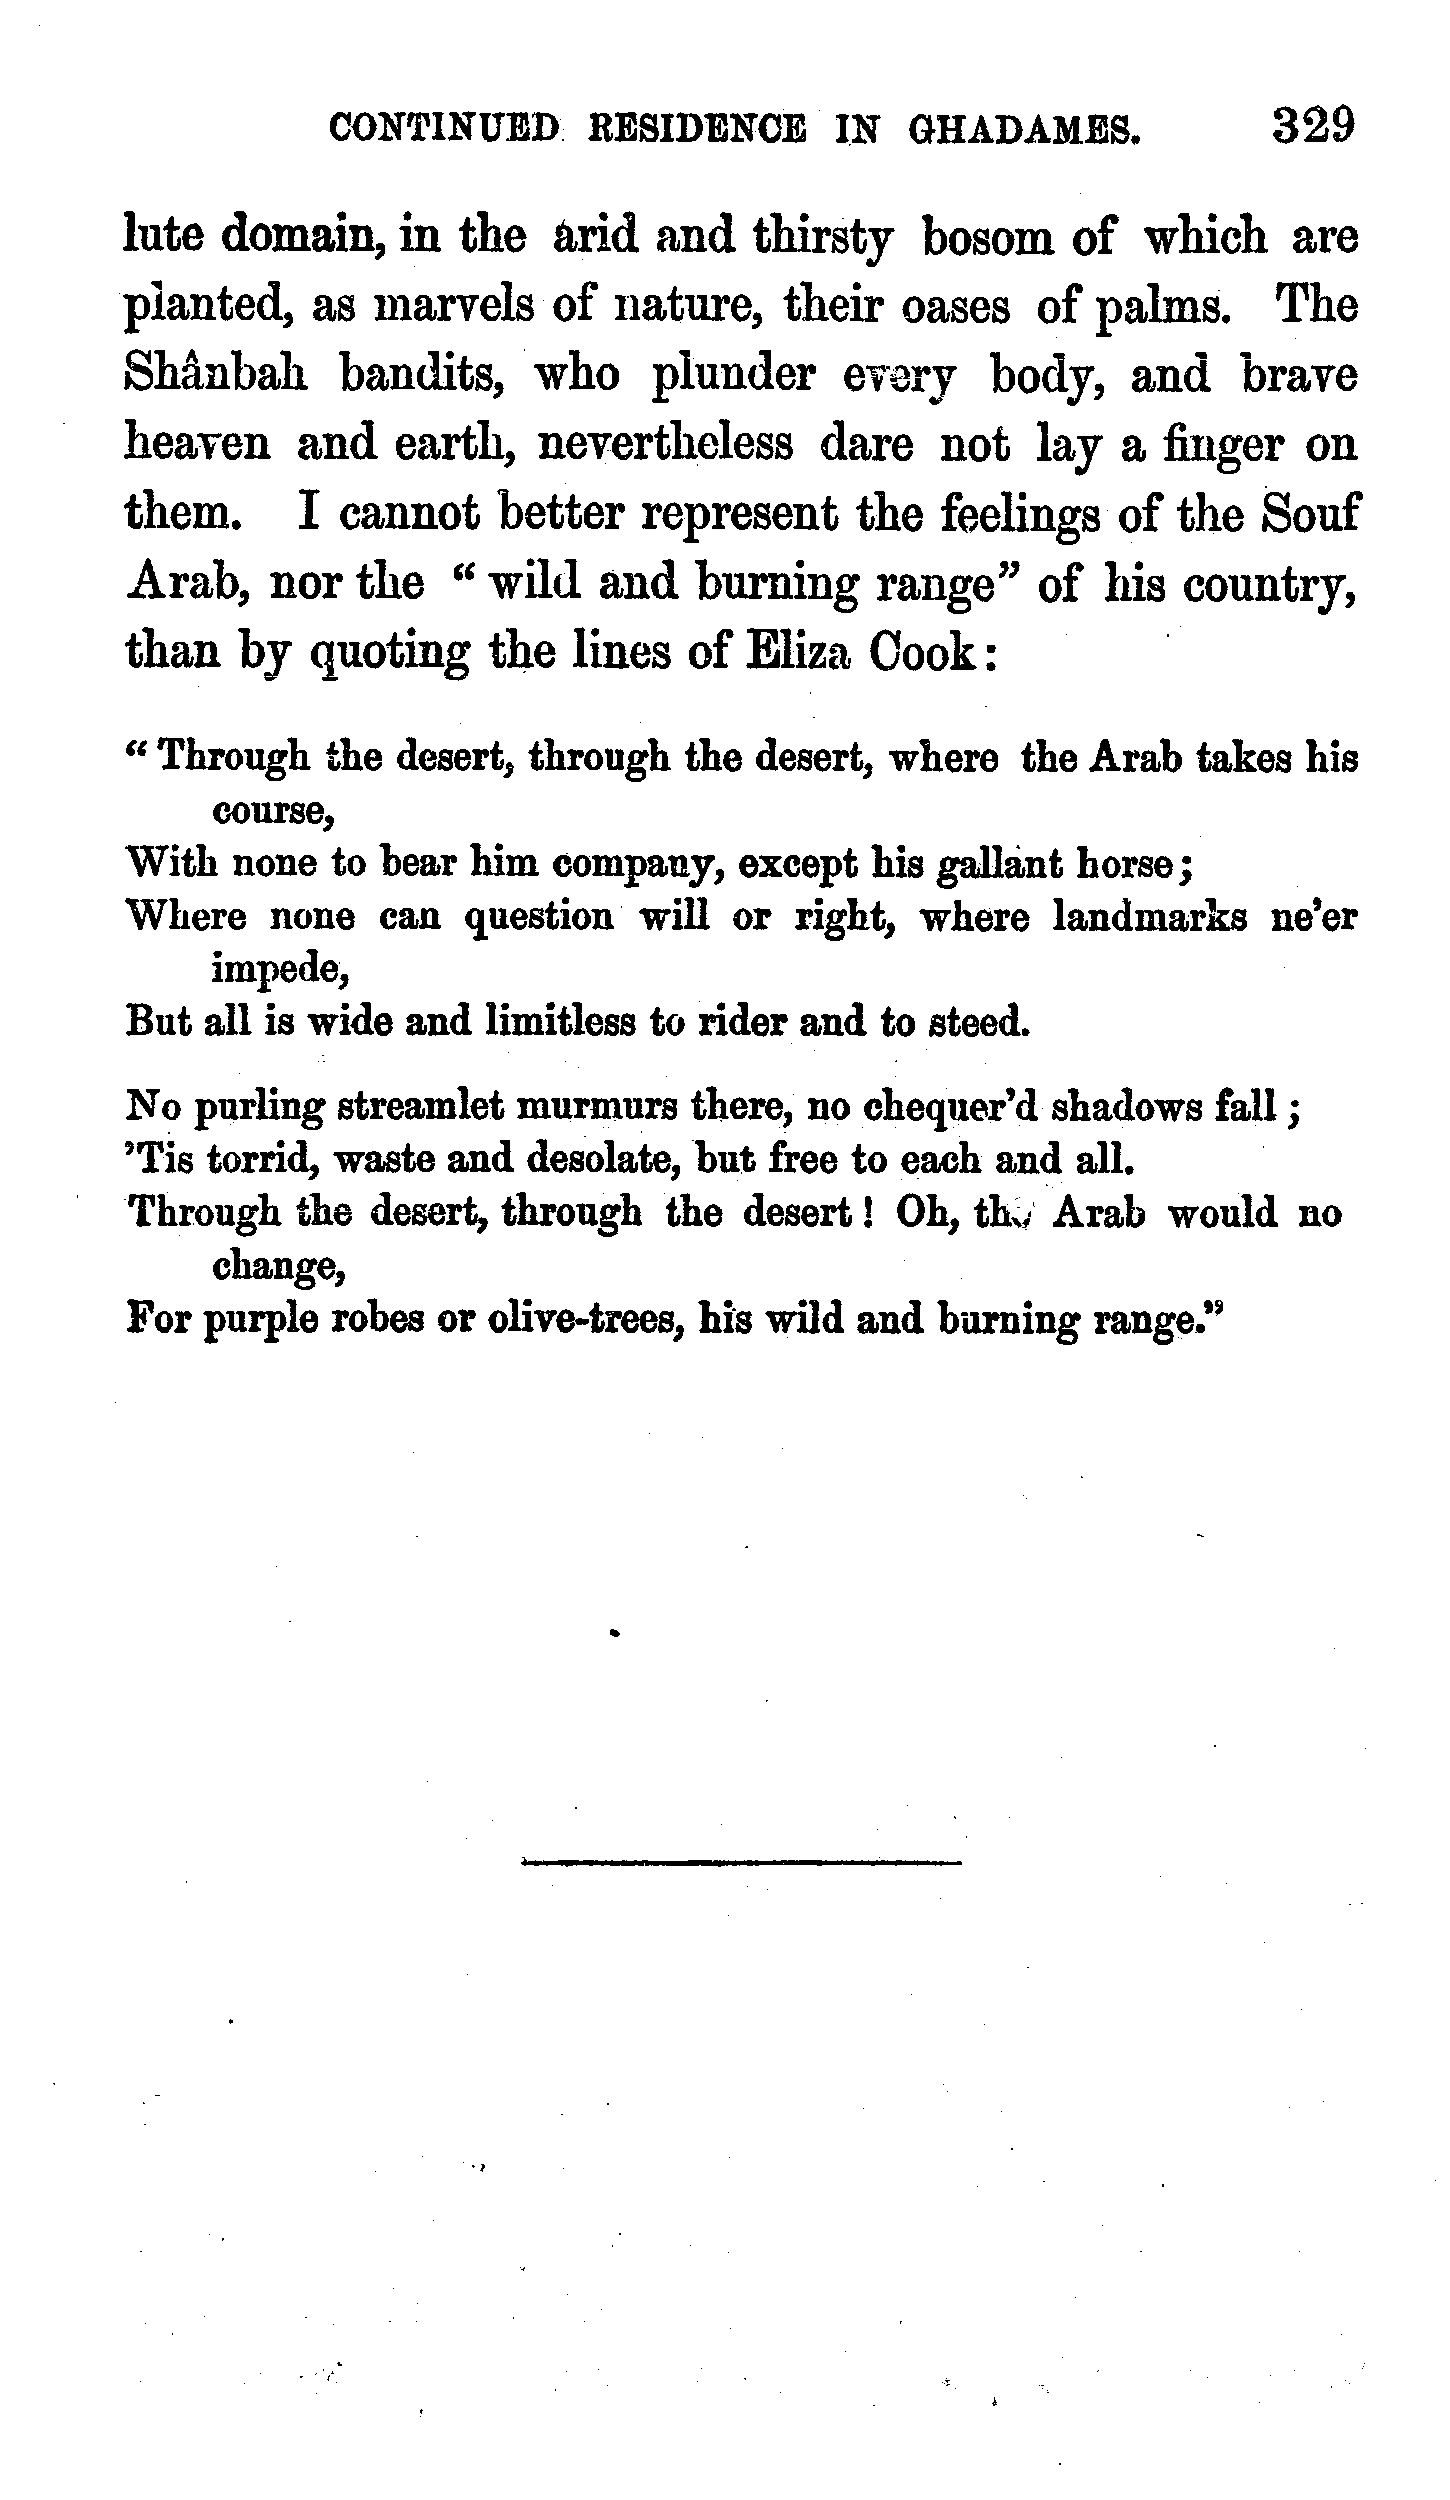 CONTINUED RESIDENCE IN GHADAMES. 329
lute domain, in the arid and thirsty bosom of which are
planted, as marvels of nature, their oases of palms. The
Shânbah bandits, who plunder every body, and brave
heaven and earth, nevertheless dare not lay a finger on
them. I cannot better represent the feelings of the Souf
Arab, nor the “ wild and burning range” of his country,
than by quoting the lines of Eliza Cook:
“ Through the desert, through the desert, where the Arab takes his
course,
With none to bear him company, except his gallant horse;
Where none can question will or right, where landmarks ne’er
impede,
But all is wide and limitless to rider and to steed.
No purling streamlet murmurs there, no chequer’d shadows fall ;
’Tis torrid, waste and desolate, but free to each and all.
Through the desert, through the desert ! Oh, the Arab would no
change,
For purple robes or olive-trees, his wild and burning range.”